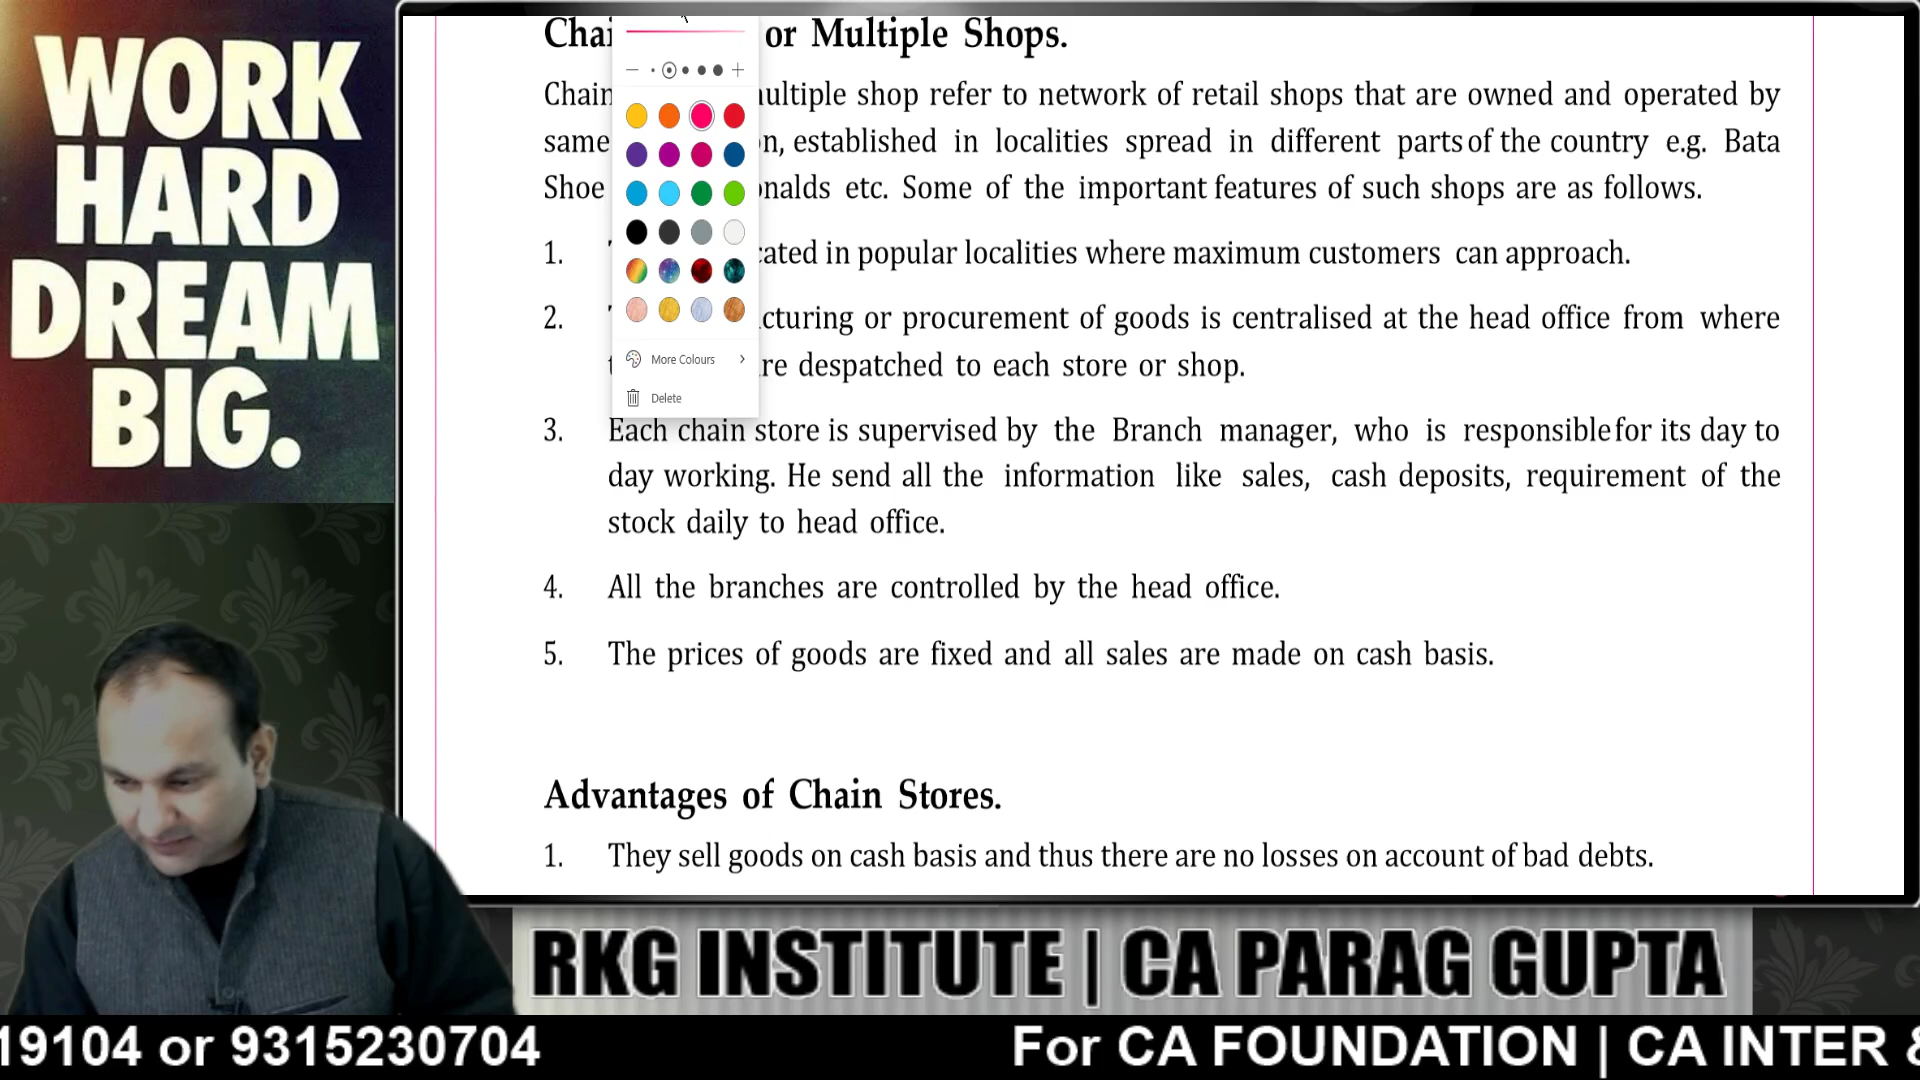 WORK
HARD
DREAM
BIG.
or Multiple Shops.
Chain ultiple shop refer to network of retail shops that are owned and operated by
same established in localities spread in different parts of the country e.g. Bata
Shoe etc. Some of the important features of such shops are as follows.
1. in popular localities where maximum customers can approach.
2. or procurement of goods is centralised at the head office from where
despatched to each store or shop.
3. Each chain store is supervised by the Branch manager, who is responsible for its day to
day working. He send all the information like sales, cash deposits, requirement of the
stock daily to head office.
4. All the branches are controlled by the head office.
5. The prices of goods are fixed and all sales are made on cash basis.
Advantages of Chain Stores.
1. They sell goods on cash basis and thus there are no losses on account of bad debts.
More Colours
Delete
RKG INSTITUTE | CA PARAG GUPTA
19104 or 9315230704 For CA FOUNDATION | CA INTER &